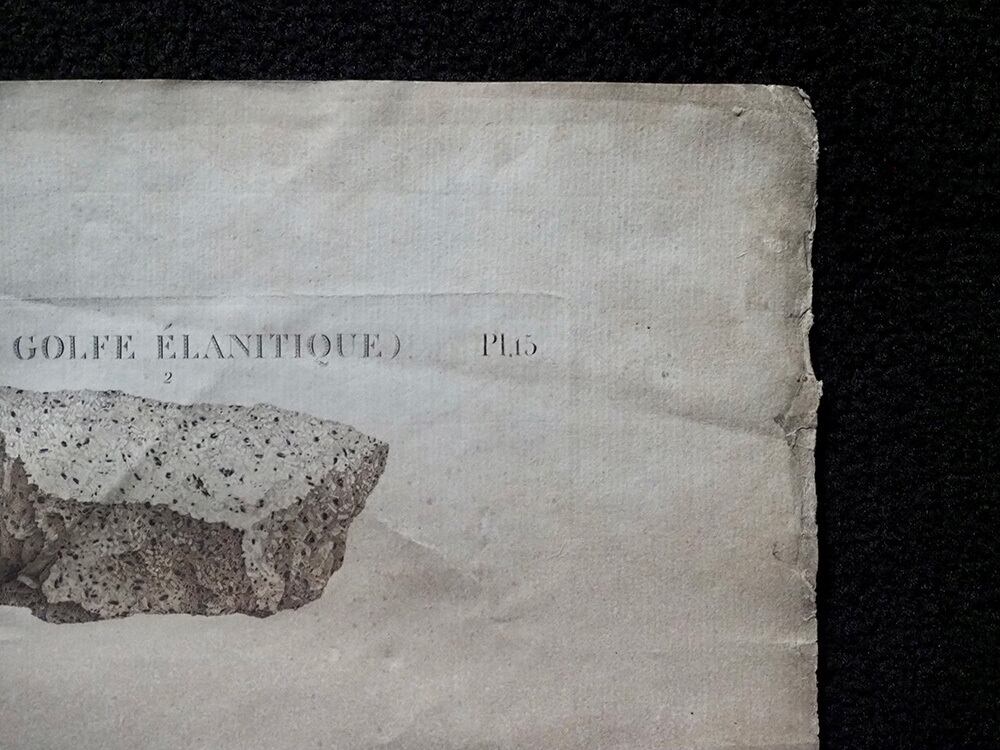 GOLFE ÉLANITIQUE) Pl.15
2